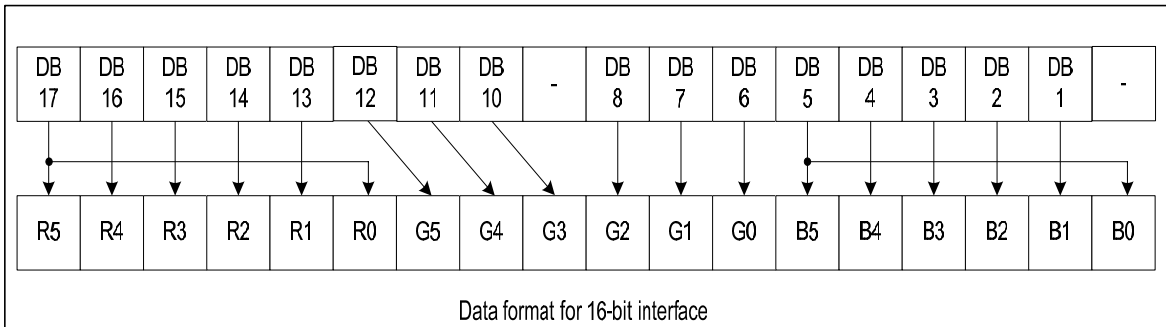 DB 17 DB 16 DB 15 DB 14 DB 13 DB 12 DB 11 DB 10 - DB 8 DB 7 DB 6 DB 5 DB 4 DB 3 DB 2 DB 1 -
R5 R4 R3 R2 R1 R0 G5 G4 G3 G2 G1 G0 B5 B4 B3 B2 B1 B0
Data format for 16-bit interface